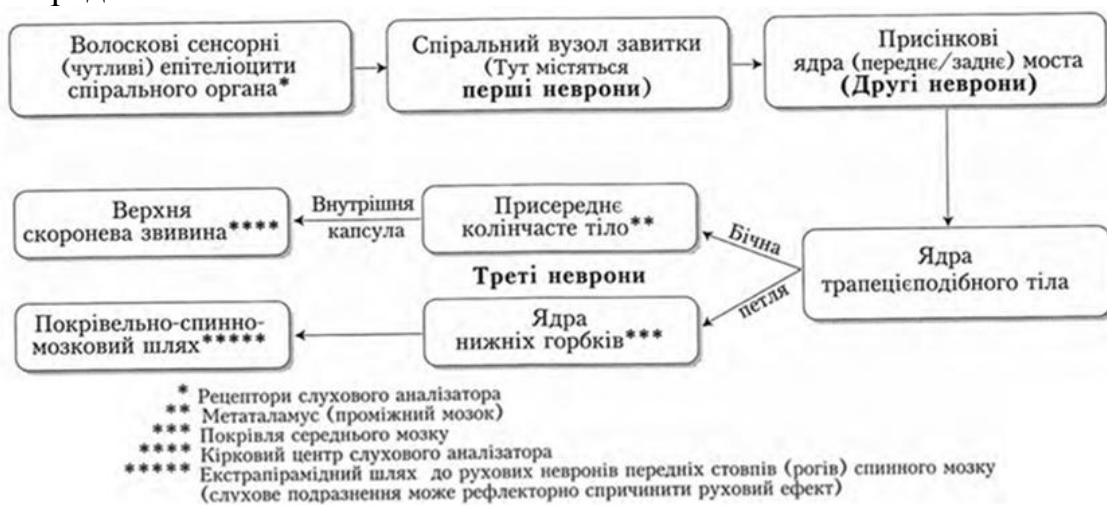 Волоскові сенсорні
(чутливі) епітеліоцити
спірального органа*
Спіральний вузол завитки
(Тут містяться
перші неврони)
Присінкові
ядра (переднє/заднє) моста
(Другі неврони)
Верхня
скоронева звивина****
Внутрішня
капсула
Присереднє
колінчасте тіло**
Бічна
петля
Ядра
трапецієподібного тіла
Треті неврони
Покрівельно-спинно-
мозковий шлях*****
Ядра
нижніх горбків***
* Рецептори слухового аналізатора
** Метаталамус (проміжний мозок)
*** Покрівля середнього мозку
**** Кірковий центр слухового аналізатора
***** Екстрапірамідний шлях до рухових невронів передніх стовпів (рогів) спинного мозку
(слухове подразнення може рефлекторно спричинити руховий ефект)